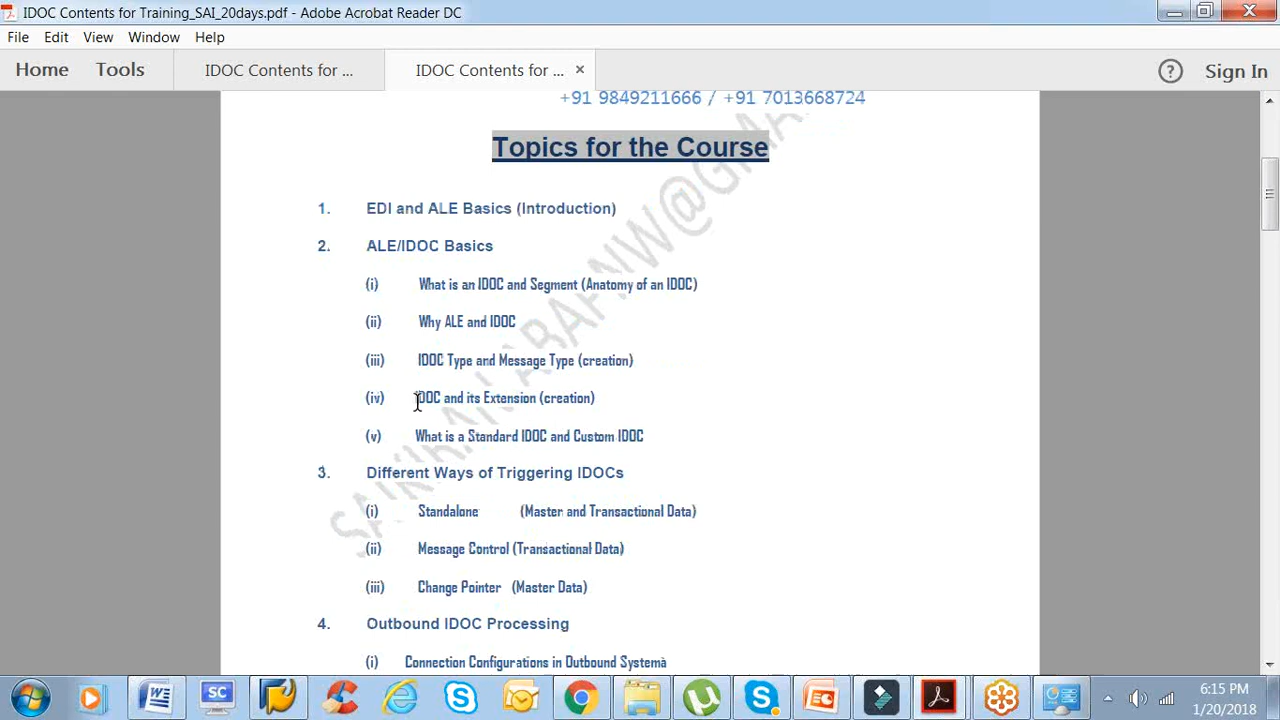 IDOC Contents for Training_SAI_20days.pdf - Adobe Acrobat Reader DC
File Edit View Window Help
Home Tools IDOC Contents for ... IDOC Contents for ... × ? Sign In
+91 9849211666 / +91 7013668724
Topics for the Course
1. EDI and ALE Basics (Introduction)
2. ALE/IDOC Basics
(i) What is an IDOC and Segment (Anatomy of an IDOC)
(ii) Why ALE and IDOC
(iii) IDOC Type and Message Type (creation)
(iv) IDOC and its Extension (creation)
(v) What is a Standard IDOC and Custom IDOC
3. Different Ways of Triggering IDOCs
(i) Standalone (Master and Transactional Data)
(ii) Message Control (Transactional Data)
(iii) Change Pointer (Master Data)
4. Outbound IDOC Processing
(i) Connection Configurations in Outbound Systemà
SC
6:15 PM
1/20/2018